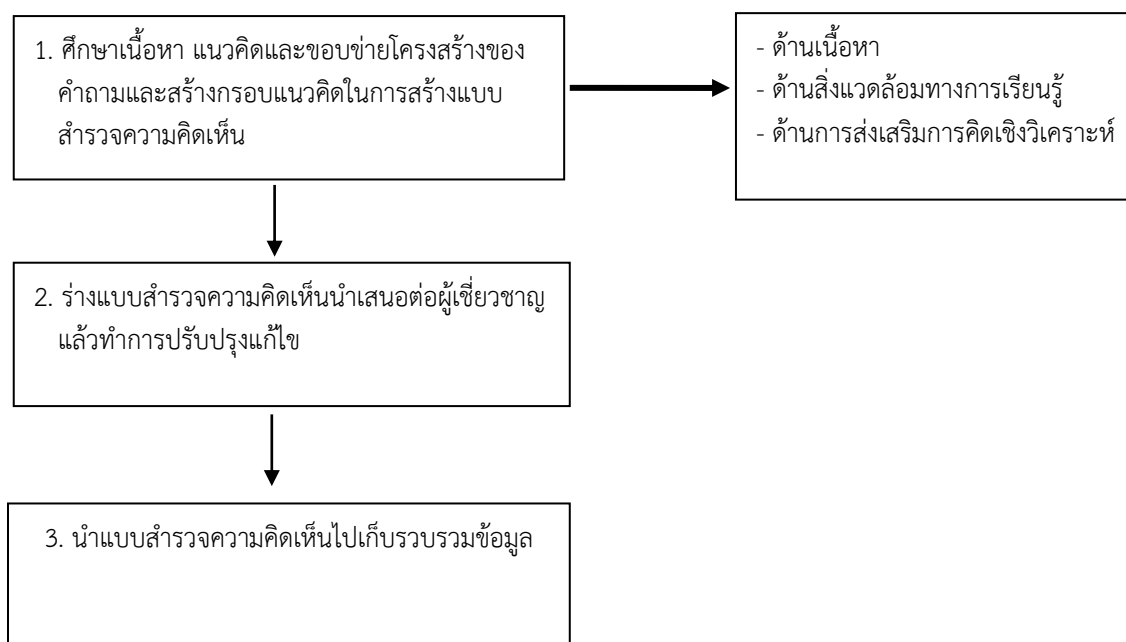 1. ศึกษาเนื้อหา แนวคิดและขอบข่ายโครงสร้างของ
คำถามและสร้างกรอบแนวคิดในการสร้างแบบ
สำรวจความคิดเห็น
- ด้านเนื้อหา
- ด้านสิ่งแวดล้อมทางการเรียนรู้
- ด้านการส่งเสริมการคิดเชิงวิเคราะห์
2. ร่างแบบสำรวจความคิดเห็นนำเสนอต่อผู้เชี่ยวชาญ
แล้วทำการปรับปรุงแก้ไข
3. นำแบบสำรวจความคิดเห็นไปเก็บรวบรวมข้อมูล